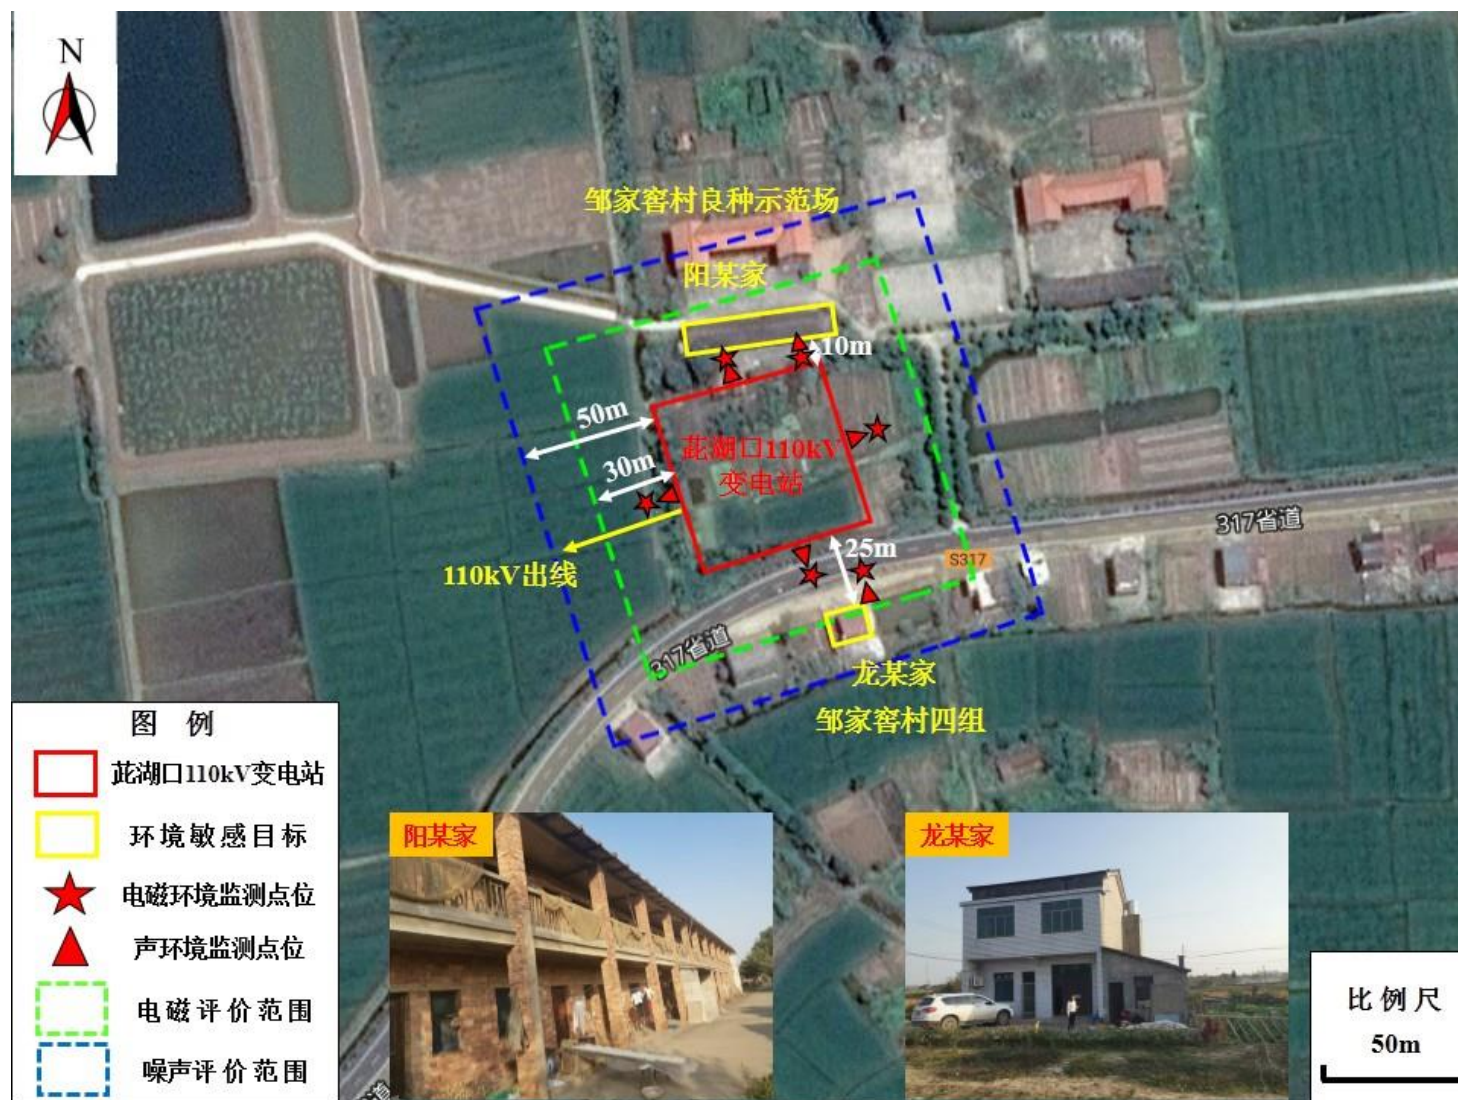 N
邹家窖村良种示范场
阳某家
10m
50m
茈湖口110kV
变电站
30m
317省道
25m
S317
110kV出线
317省道
龙某家
邹家窖村四组
图 例
茈湖口110kV变电站
环境敏感目标
电磁环境监测点位
声环境监测点位
电磁评价范围
噪声评价范围
阳某家
龙某家
比例尺
50m